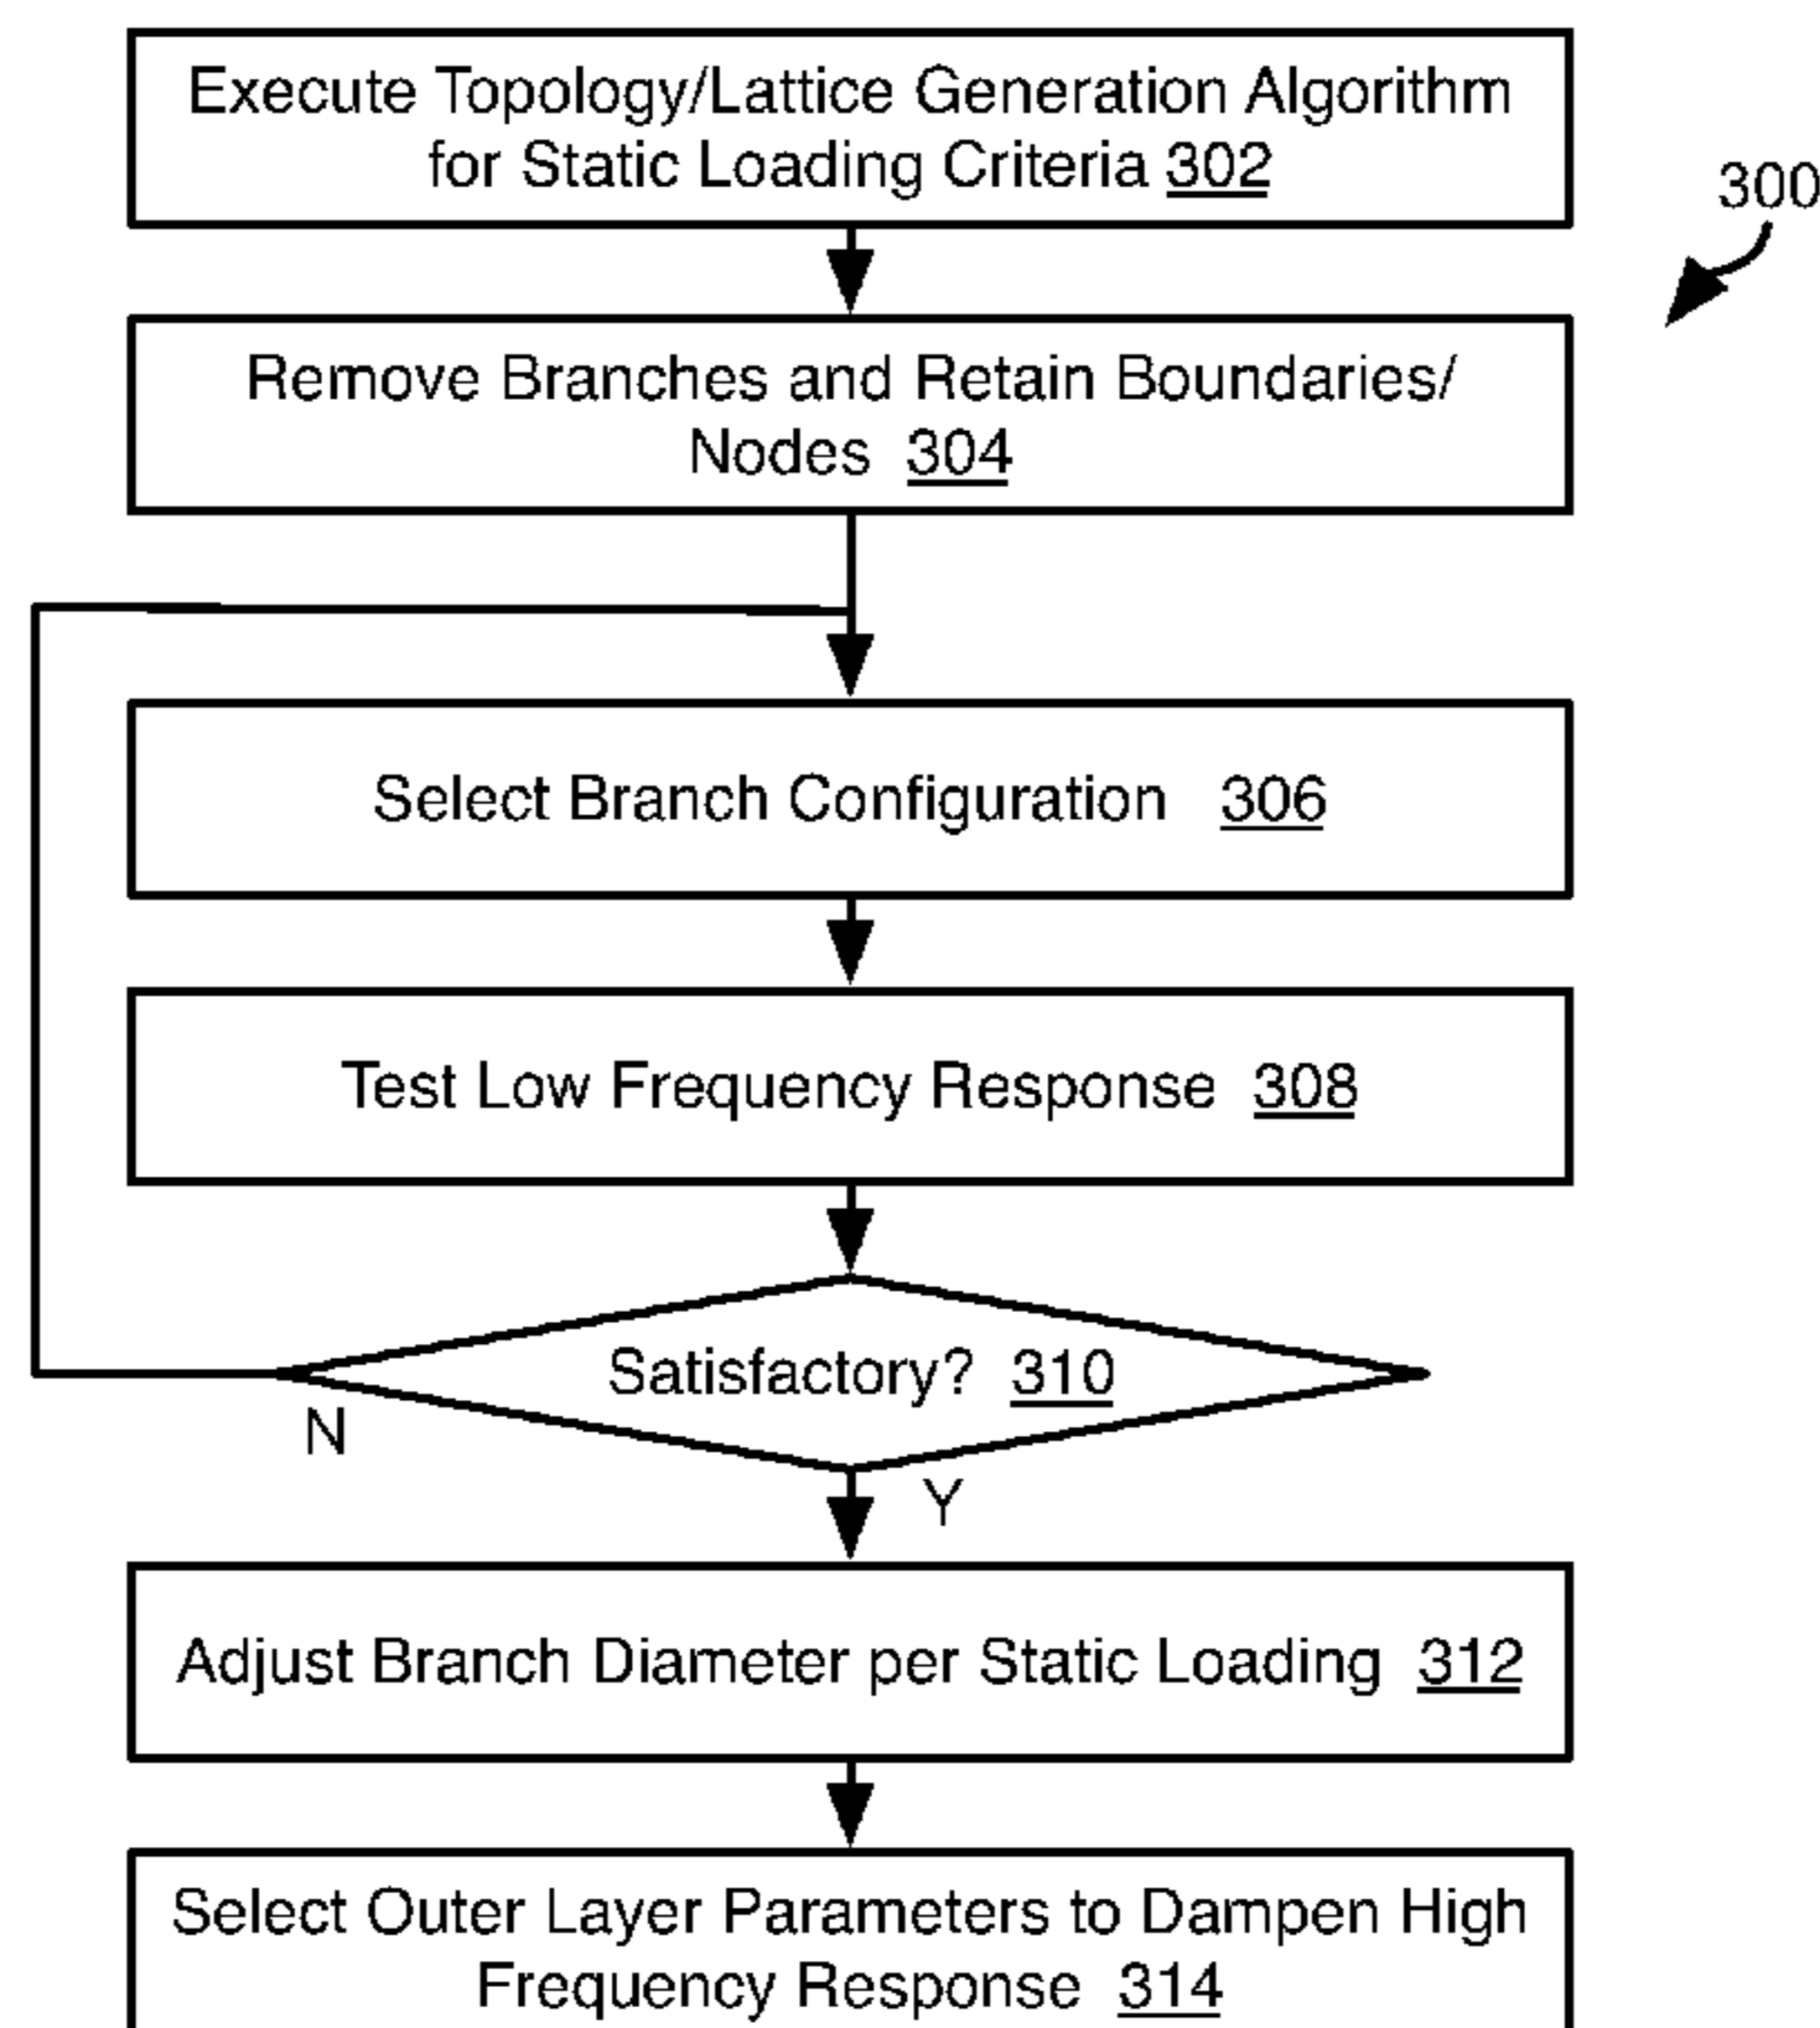 Execute Topology/Lattice Generation Algorithm
for Static Loading Criteria 302
300
Remove Branches and Retain Boundaries/
Nodes 304
Select Branch Configuration 306
Test Low Frequency Response 308
Satisfactory? 310
N
Y
Adjust Branch Diameter per Static Loading 312
Select Outer Layer Parameters to Dampen High
Frequency Response 314